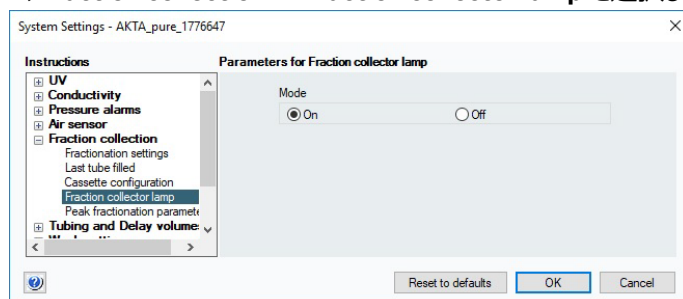 System Settings - AKTA_pure_1776647
Instructions
Parameters for Fraction collector lamp
UV
Conductivity
Pressure alarms
Air sensor
Fraction collection
Fractionation settings
Last tube filled
Cassette configuration
Fraction collector lamp
Peak fractionation paramete
Tubing and Delay volume
Mode
On
Off
Reset to defaults
OK
Cancel